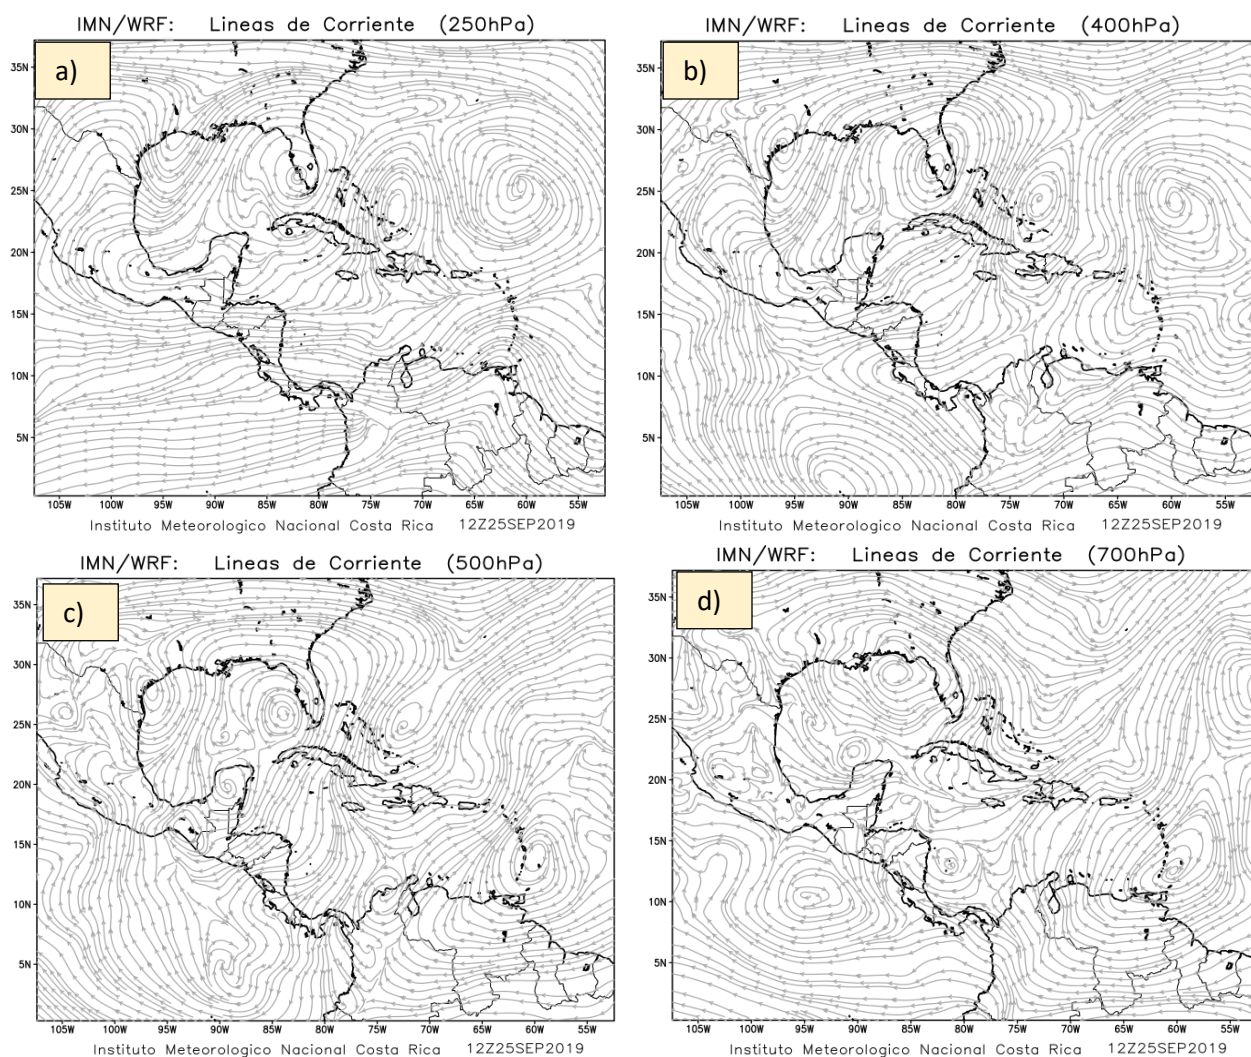 IMN/WRF: Lineas de Corriente (250hPa)
a)
35N
30N
25N
20N
15N
10N
5N
105W 100W 95W 90W 85W 80W 75W 70W 65W 60W 55W
Instituto Meteorologico Nacional Costa Rica 12Z25SEP2019
IMN/WRF: Lineas de Corriente (400hPa)
b)
35N
30N
25N
20N
15N
10N
5N
105W 100W 95W 90W 85W 80W 75W 70W 65W 60W 55W
Instituto Meteorologico Nacional Costa Rica 12Z25SEP2019
IMN/WRF: Lineas de Corriente (500hPa)
c)
35N
30N
25N
20N
15N
10N
5N
105W 100W 95W 90W 85W 80W 75W 70W 65W 60W 55W
Instituto Meteorologico Nacional Costa Rica 12Z25SEP2019
IMN/WRF: Lineas de Corriente (700hPa)
d)
35N
30N
25N
20N
15N
10N
5N
105W 100W 95W 90W 85W 80W 75W 70W 65W 60W 55W
Instituto Meteorologico Nacional Costa Rica 12Z25SEP2019